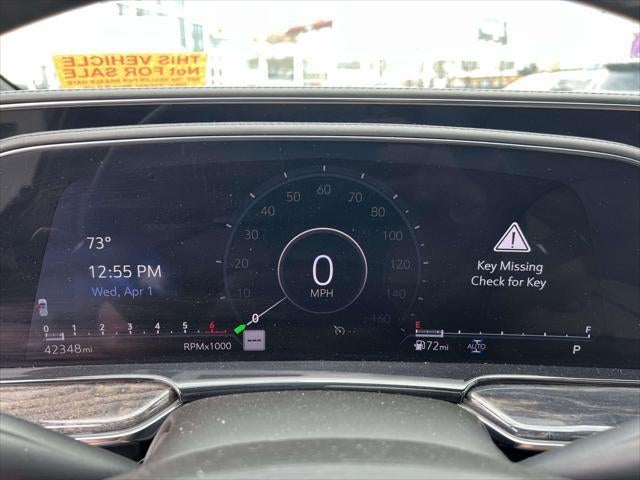 THIS VEHICLE
Not FOR SALE
73°
12:55 PM
Wed, Apr 1
10 20 30 40 50 60 70 80 100 120 140 160
0
MPH
0
Key Missing
Check for Key
0 1 2 3 4 5 6
42348mi
RPMx1000
---
E F
72mi
AUTO
P